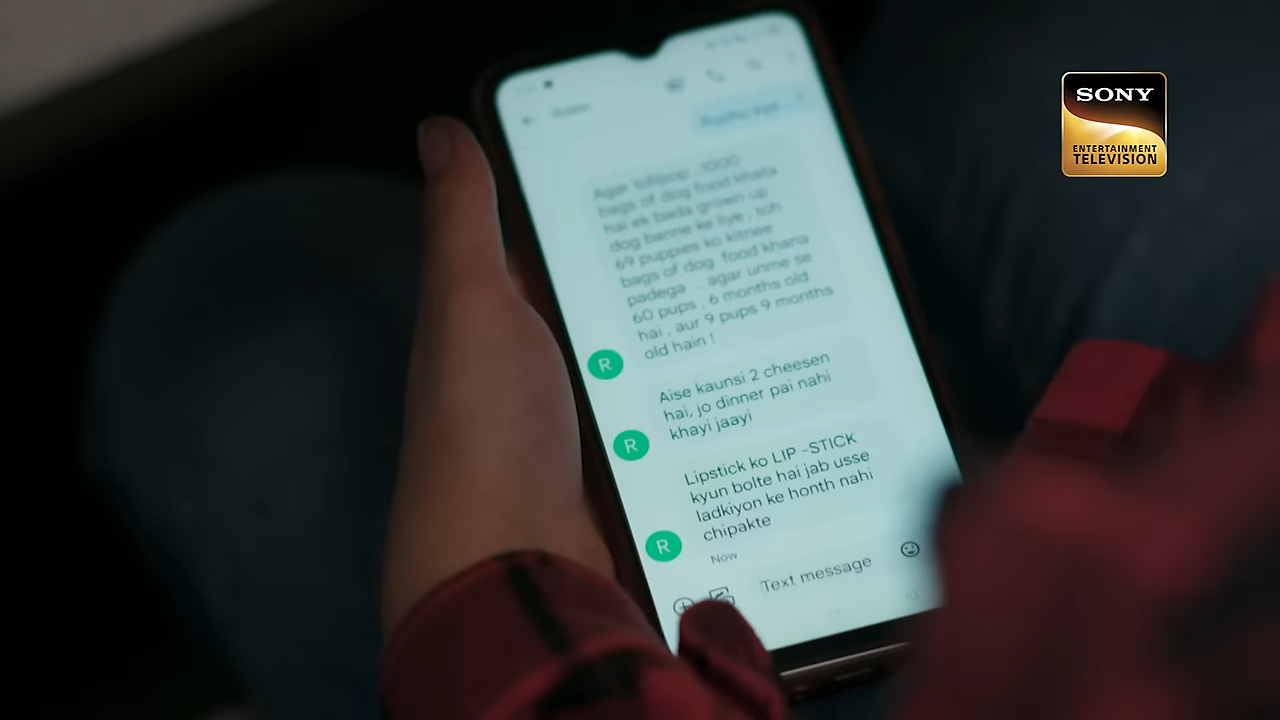 SONY
ENTERTAINMENT
TELEVISION
Agar lollipop 1000
bags of dog food khata
hai ek bada grown up
dog banne ke liye , toh
69 puppies ko kitnee
bags of dog food khana
padega .. agar unme se
60 pups , 6 months old
hai , aur 9 pups 9 months
old hain !
R
Aise kaunsi 2 cheesen
hai, jo dinner pai nahi
khayi jaayi
R
Lipstick ko LIP -STICK
kyun bolte hai jab usse
ladkiyon ke honth nahi
chipakte
R
Now
Text message